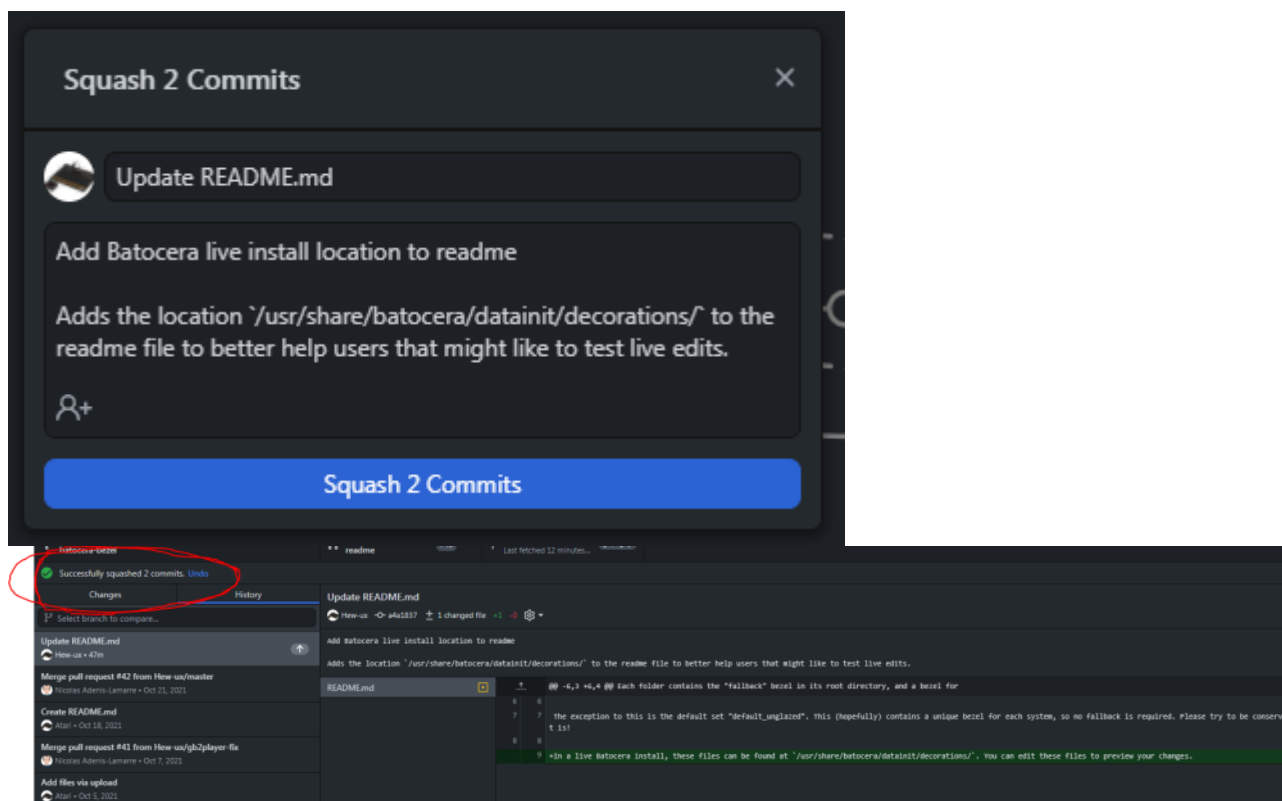 Squash 2 Commits
Update README.md
Add Batocera live install location to readme
Adds the location `/usr/share/batocera/datainit/decorations/` to the
readme file to better help users that might like to test live edits.
Squash 2 Commits
batocera-bezel
readme
Last fetched 12 minutes...
Successfully squashed 2 commits. Undo
Changes
History
Select branch to compare...
Update README.md
Hew-ux • 47m
Merge pull request #42 from Hew-ux/master
Nicolas Adenis-Lamarre • Oct 21, 2021
Create README.md
Atari • Oct 18, 2021
Merge pull request #41 from Hew-ux/gb2player-fix
Nicolas Adenis-Lamarre • Oct 7, 2021
Add files via upload
Atari • Oct 5, 2021
Update README.md
Hew-ux a4a1837 1 changed file +1 -0
Add Batocera live install location to readme
Adds the location `/usr/share/batocera/datainit/decorations/` to the readme file to better help users that might like to test live edits.
README.md
@@ -6,3 +6,4 @@ Each folder contains the "fallback" bezel in its root directory, and a bezel for
6 6
7 7 The exception to this is the default set "default_unglazed". This (hopefully) contains a unique bezel for each system, so no fallback is required. Please try to be conserv
t is!
8 8
9 +In a live Batocera install, these files can be found at `/usr/share/batocera/datainit/decorations/`. You can edit these files to preview your changes.